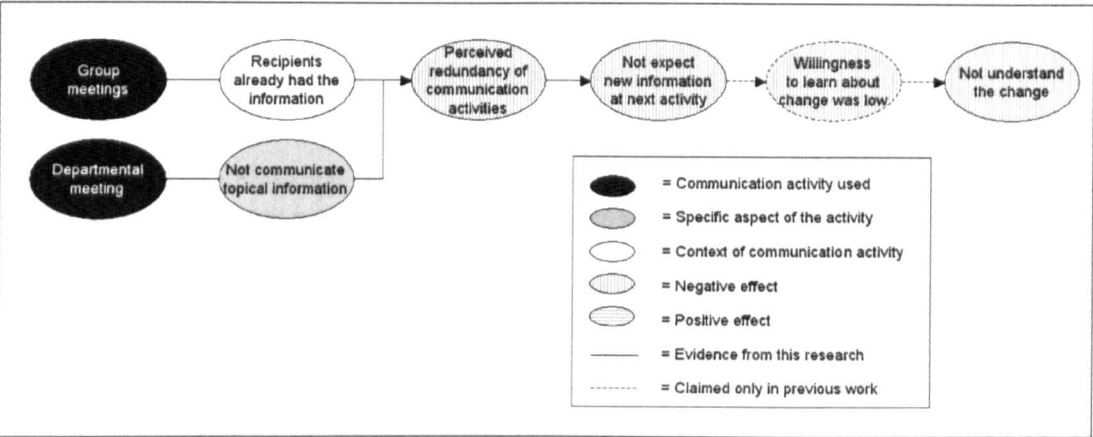 Group
meetings
Recipients
already had the
information
Perceived
redundancy of
communication
activities
Not expect
new information
at next activity
Willingness
to learn about
change was low
Not understand
the change
Departmental
meeting
Not communicate
topical information
= Communication activity used
= Specific aspect of the activity
= Context of communication activity
= Negative effect
= Positive effect
= Evidence from this research
= Claimed only in previous work